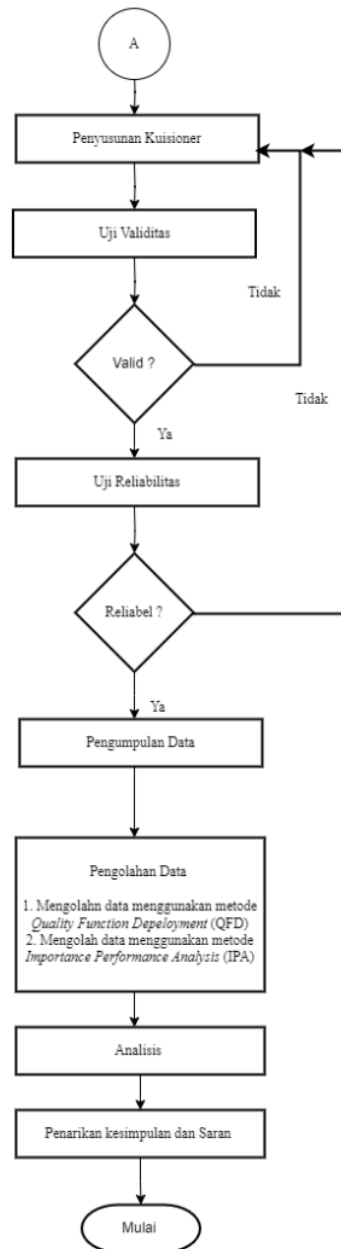 A
Penyusunan Kuisioner
Uji Validitas
Tidak
Valid ?
Tidak
Ya
Uji Reliabilitas
Reliabel ?
Ya
Pengumpulan Data
Pengolahan Data
1. Mengolahn data menggunakan metode
Quality Function Depeloyment (QFD)
2. Mengolah data menggunakan metode
Importance Performance Analysis (IPA)
Analisis
Penarikan kesimpulan dan Saran
Mulai